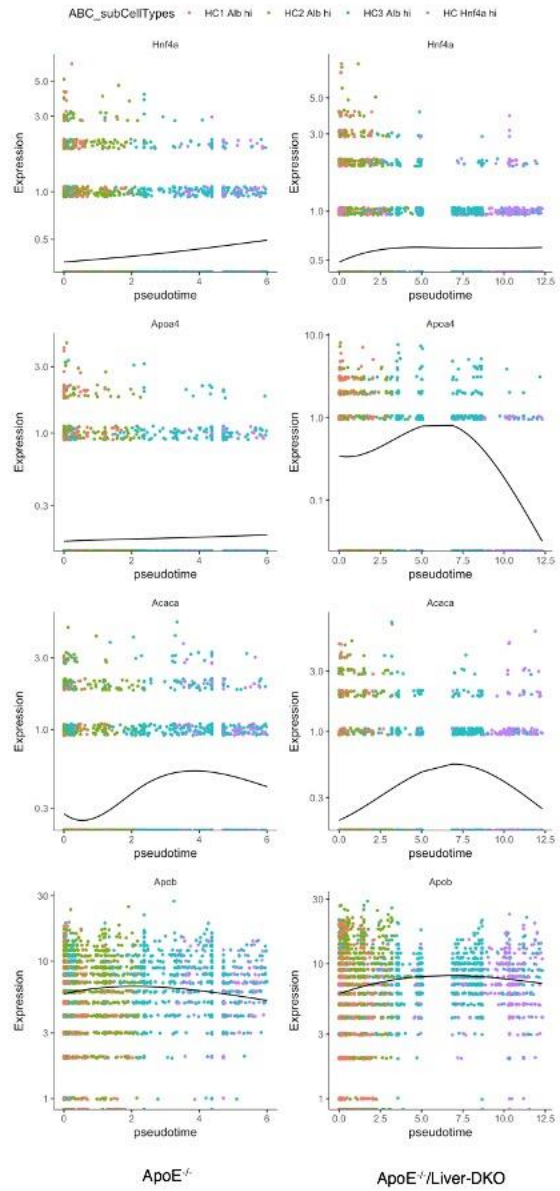 ABC_subCellTypes HC1 Alb hi HC2 Alb hi HC3 Alb hi HC Hnf4a hi
Hnf4a Hnf4a
5.0
3.0
1.0
0.5
Expression
0 2 4 6
pseudotime
5.0
3.0
1.0
0.5
Expression
0.0 2.5 5.0 7.5 10.0 12.5
pseudotime
Apoa4 Apoa4
3.0
1.0
0.3
Expression
0 2 4 6
pseudotime
10.0
1.0
0.1
Expression
0.0 2.5 5.0 7.5 10.0 12.5
pseudotime
Acaca Acaca
3.0
1.0
0.3
Expression
0 2 4 6
pseudotime
3.0
1.0
0.3
Expression
0.0 2.5 5.0 7.5 10.0 12.5
pseudotime
Apob Apob
30
10
3
1
Expression
0 2 4 6
pseudotime
30
10
3
1
Expression
0.0 2.5 5.0 7.5 10.0 12.5
pseudotime
ApoE-/- ApoE-/-/Liver-DKO